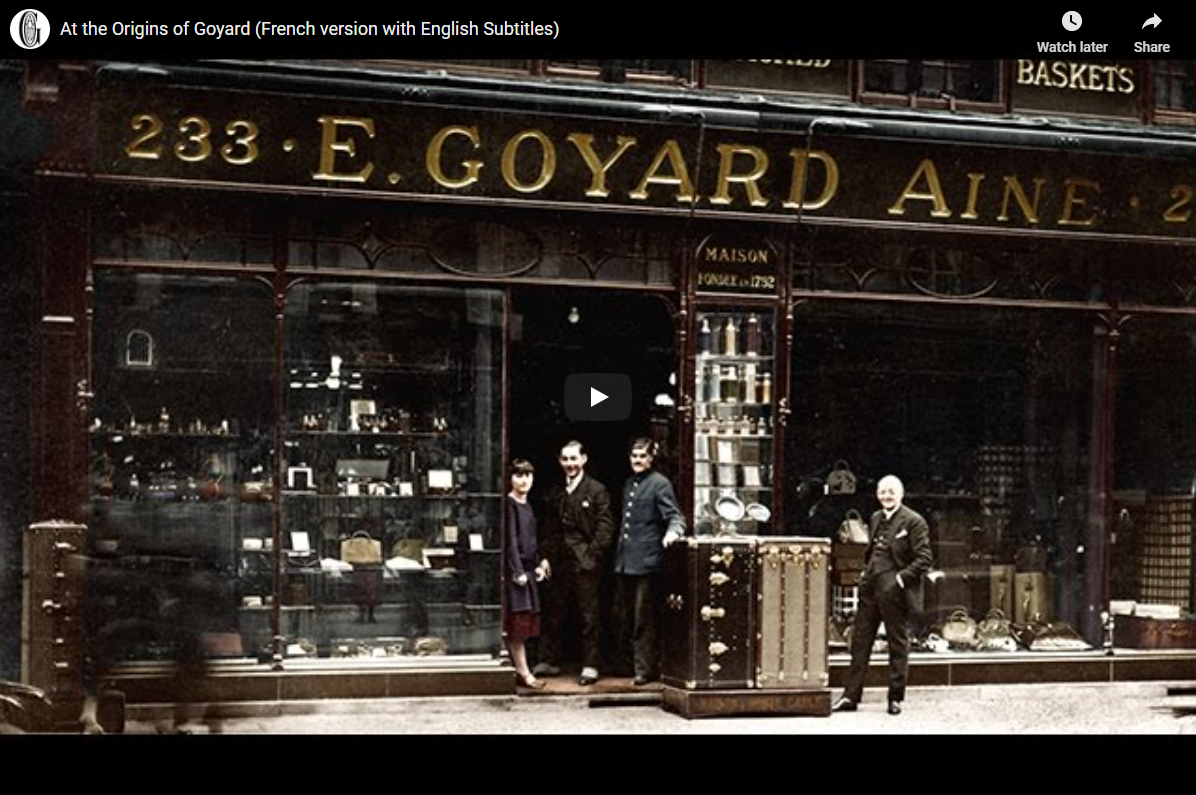 At the Origins of Goyard (French version with English Subtitles)
Watch later
Share
BASKETS
233 · E. GOYARD AINE · 2
MAISON
FONDÉE EN 1792